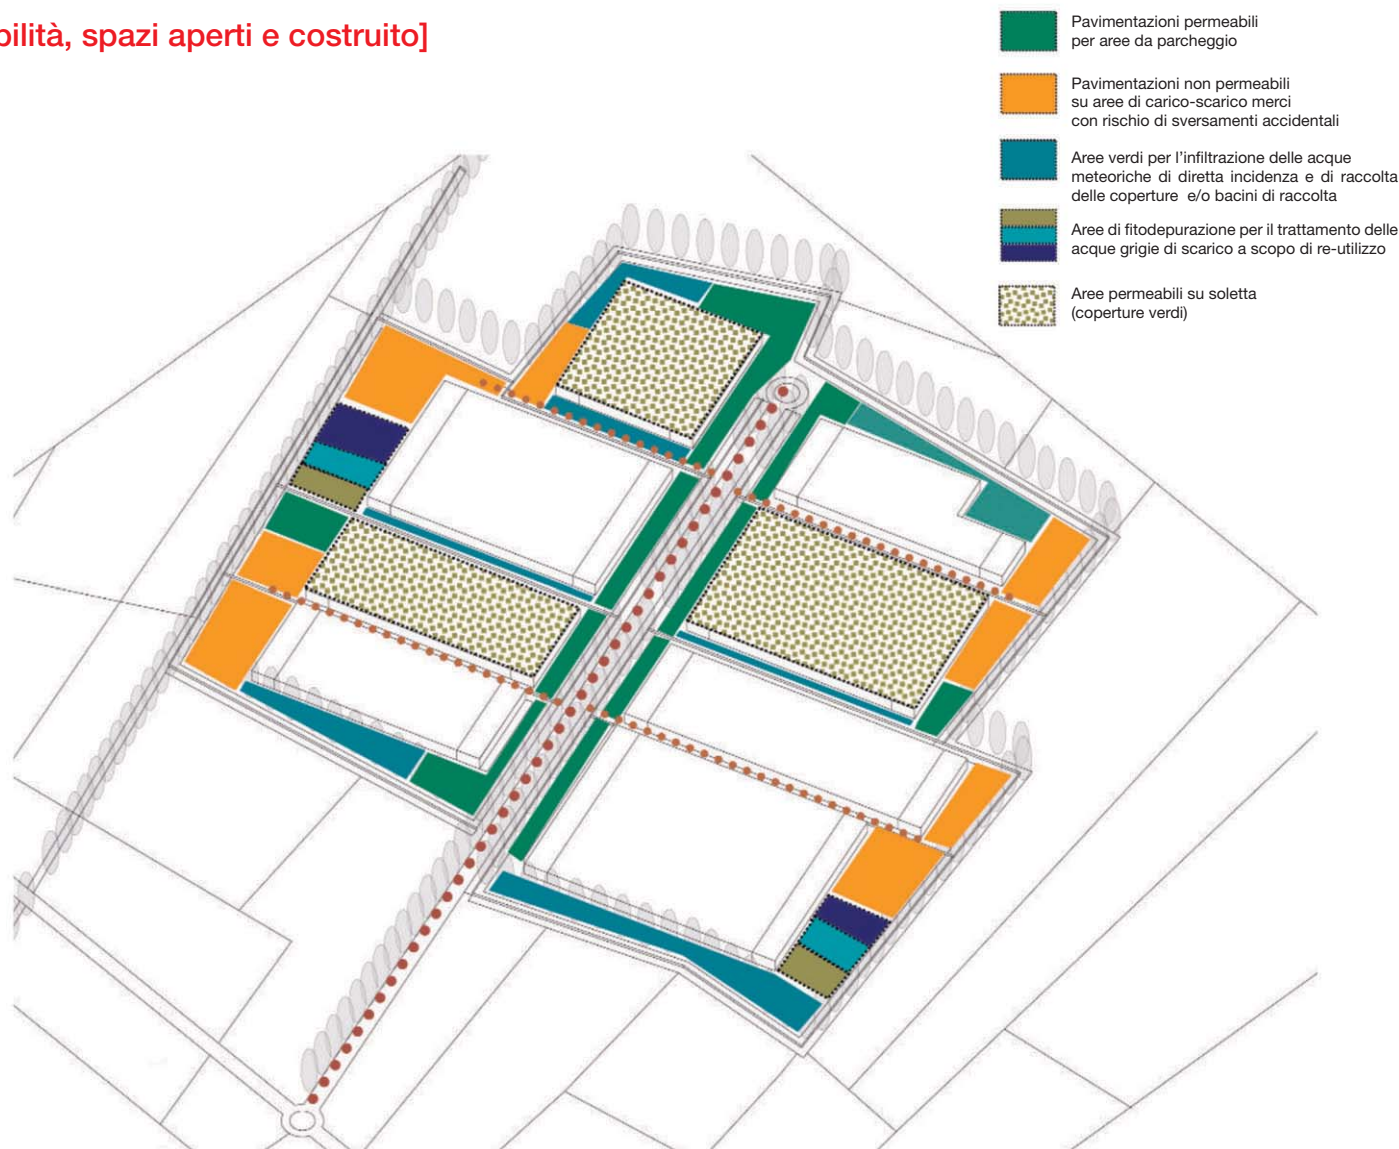 bilità, spazi aperti e costruito]
Pavimentazioni permeabili
per aree da parcheggio
Pavimentazioni non permeabili
su aree di carico-scarico merci
con rischio di sversamenti accidentali
Aree verdi per l’infiltrazione delle acque
meteoriche di diretta incidenza e di raccolta
delle coperture e/o bacini di raccolta
Aree di fitodepurazione per il trattamento delle
acque grigie di scarico a scopo di re-utilizzo
Aree permeabili su soletta
(coperture verdi)